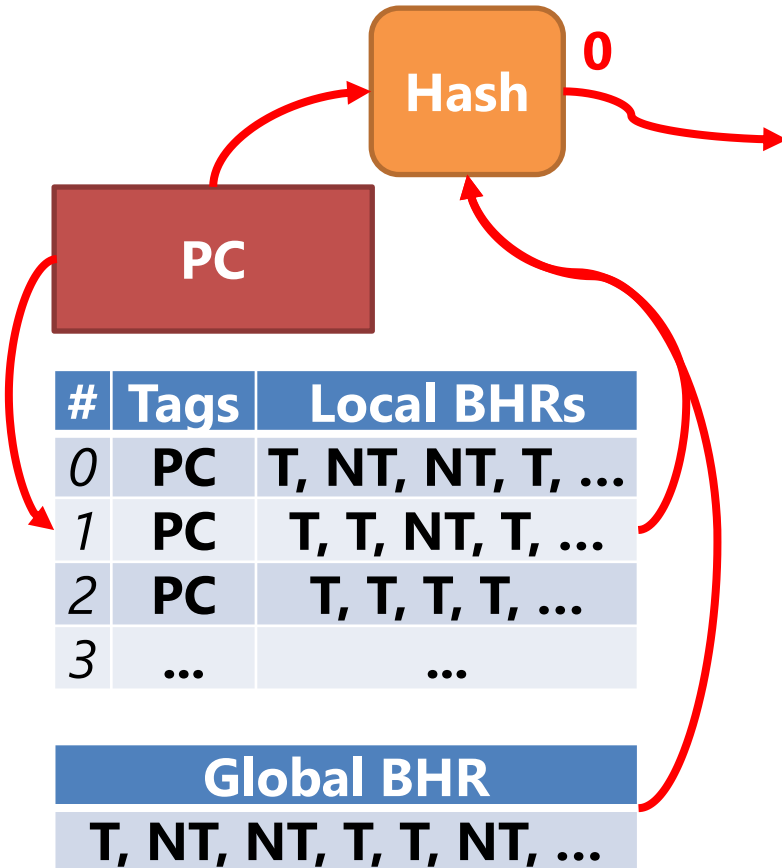 Hash
0
PC
# Tags Local BHRs
0 PC T, NT, NT, T, ...
1 PC T, T, NT, T, ...
2 PC T, T, T, T, ...
3 ... ...
Global BHR
T, NT, NT, T, T, NT, ...